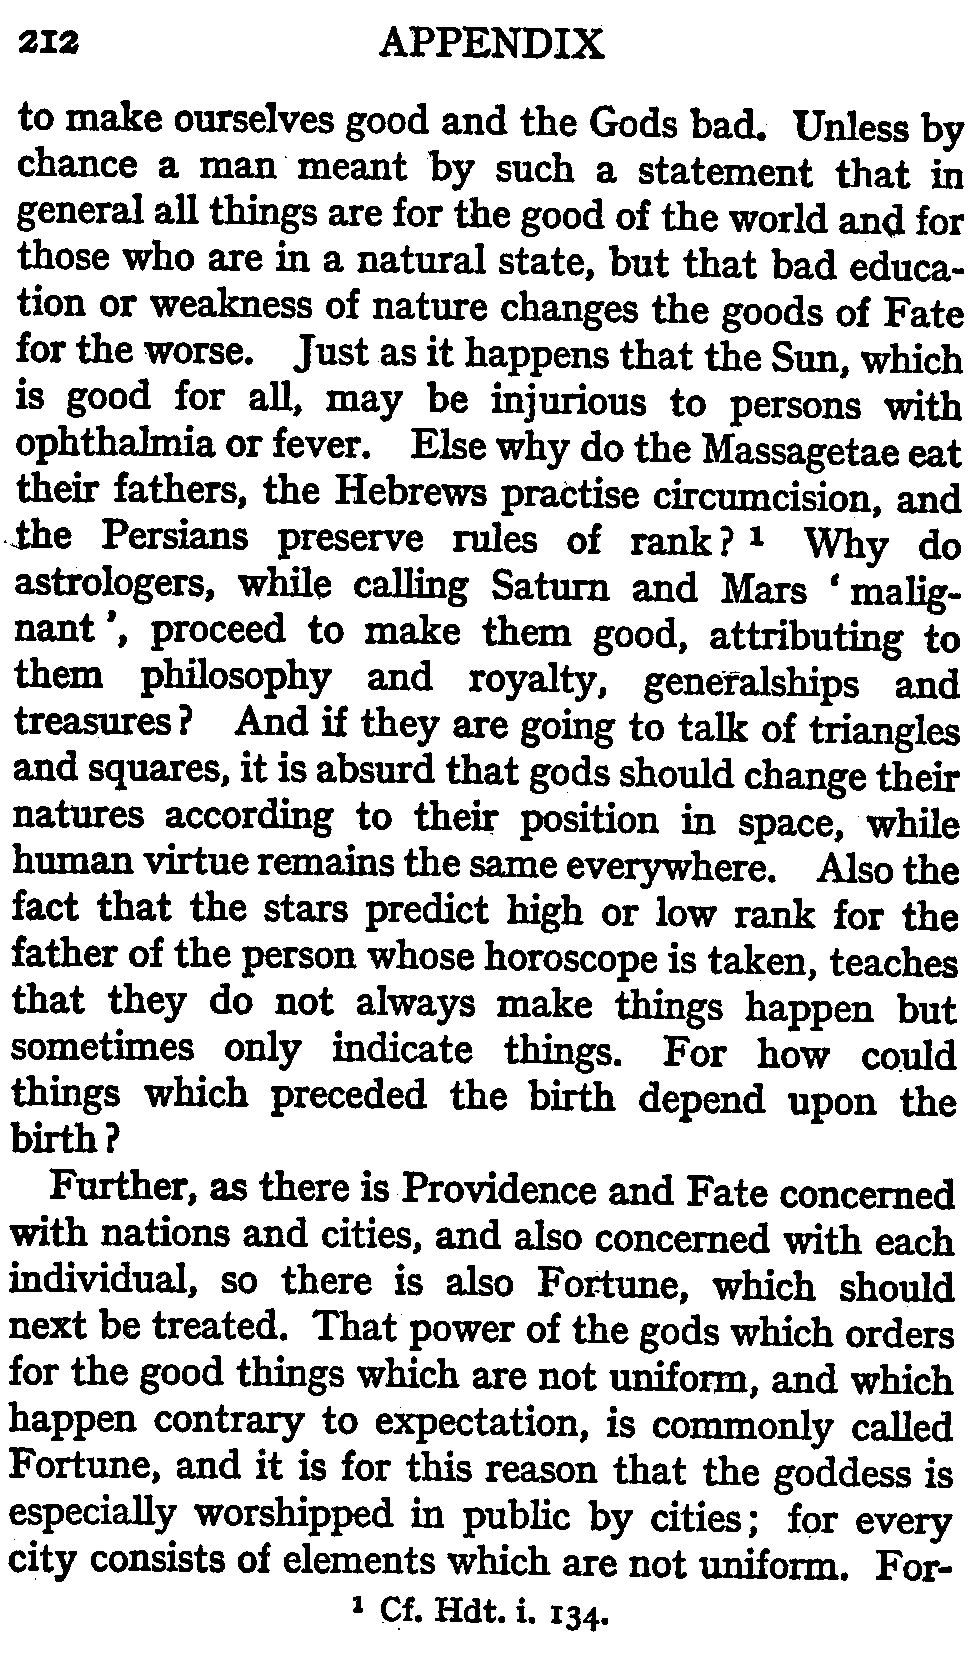 212 APPENDIX
to make ourselves good and the Gods bad. Unless by
chance a man meant by such a statement that in
general all things are for the good of the world and for
those who are in a natural state, but that bad educa-
tion or weakness of nature changes the goods of Fate
for the worse. Just as it happens that the Sun, which
is good for all, may be injurious to persons with
ophthalmia or fever. Else why do the Massagetae eat
their fathers, the Hebrews practise circumcision, and
the Persians preserve rules of rank? ¹ Why do
astrologers, while calling Saturn and Mars ‘ malig-
nant ’, proceed to make them good, attributing to
them philosophy and royalty, generalships and
treasures? And if they are going to talk of triangles
and squares, it is absurd that gods should change their
natures according to their position in space, while
human virtue remains the same everywhere. Also the
fact that the stars predict high or low rank for the
father of the person whose horoscope is taken, teaches
that they do not always make things happen but
sometimes only indicate things. For how could
things which preceded the birth depend upon the
birth?
Further, as there is Providence and Fate concerned
with nations and cities, and also concerned with each
individual, so there is also Fortune, which should
next be treated. That power of the gods which orders
for the good things which are not uniform, and which
happen contrary to expectation, is commonly called
Fortune, and it is for this reason that the goddess is
especially worshipped in public by cities; for every
city consists of elements which are not uniform. For-
¹ Cf. Hdt. i. 134.